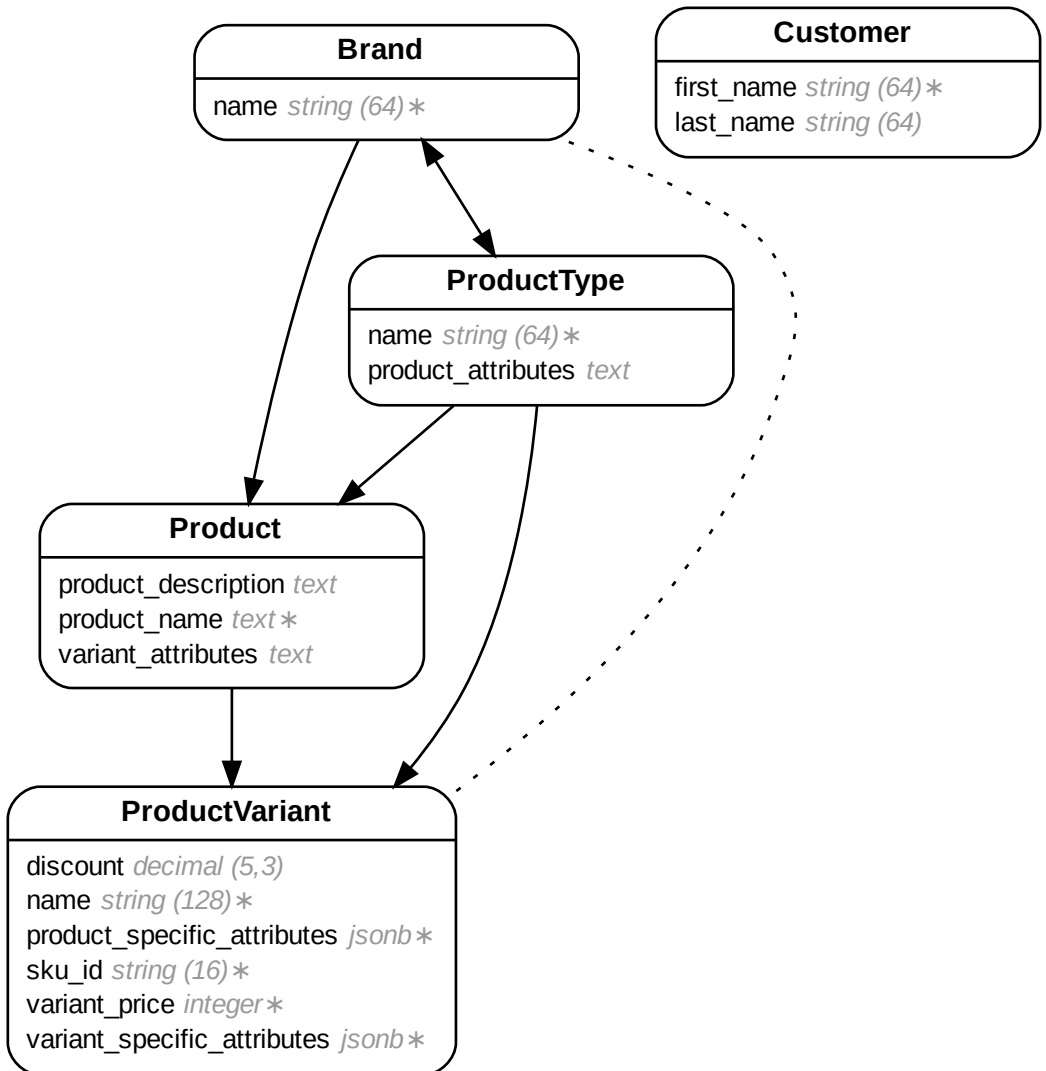 Brand
name string (64)∗
Customer
first_name string (64)∗
last_name string (64)
ProductType
name string (64)∗
product_attributes text
Product
product_description text
product_name text∗
variant_attributes text
ProductVariant
discount decimal (5,3)
name string (128)∗
product_specific_attributes jsonb∗
sku_id string (16)∗
variant_price integer∗
variant_specific_attributes jsonb∗